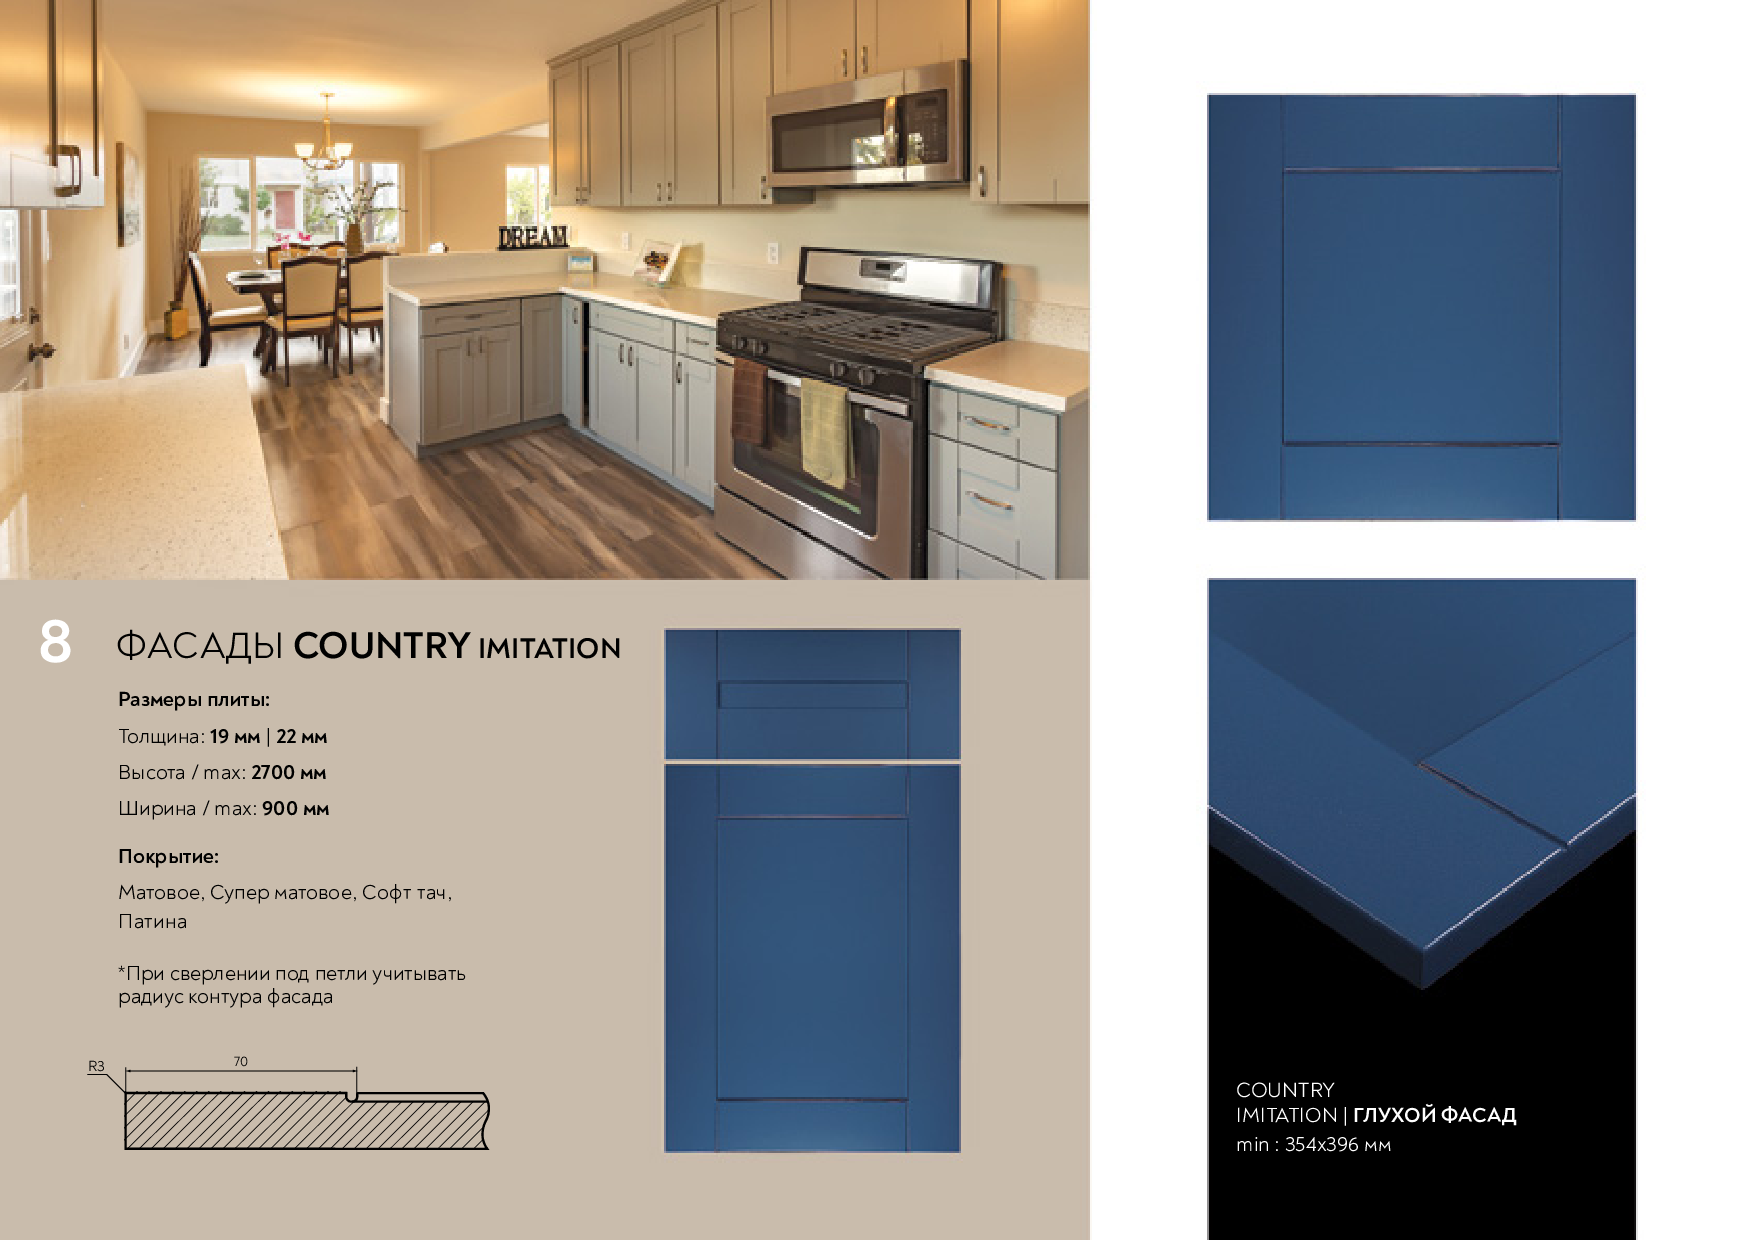 DREAM
8
ФАСАДЫ COUNTRY IMITATION
Размеры плиты:
Толщина: 19 мм | 22 мм
Высота / max: 2700 мм
Ширина / max: 900 мм
Покрытие:
Матовое, Супер матовое, Софт тач,
Патина
*При сверлении под петли учитывать
радиус контура фасада
R3
70
COUNTRY
IMITATION | ГЛУХОЙ ФАСАД
min : 354x396 мм